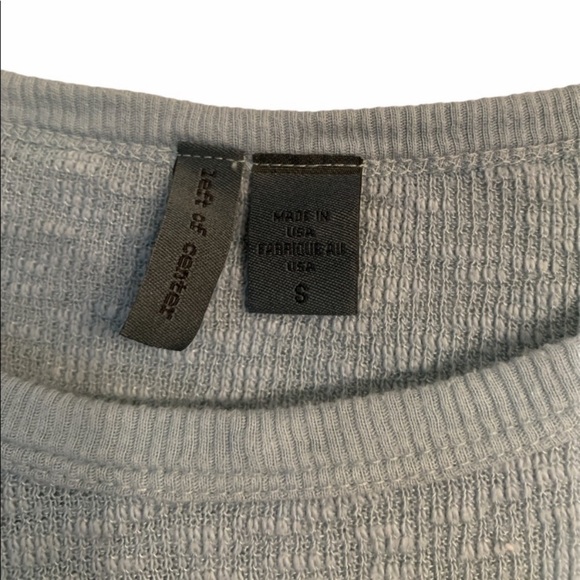 left of center
MADE IN
USA
FABRIQUE AU
USA
S